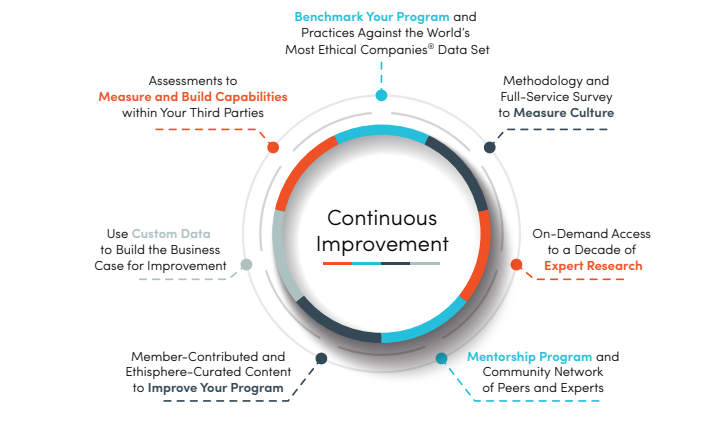 Benchmark Your Program and
Practices Against the World's
Most Ethical Companies® Data Set
Assessments to
Measure and Build Capabilities
within Your Third Parties
Methodology and
Full-Service Survey
to Measure Culture
Continuous
Improvement
Use Custom Data
to Build the Business
Case for Improvement
On-Demand Access
to a Decade of
Expert Research
Member-Contributed and
Ethisphere-Curated Content
to Improve Your Program
Mentorship Program and
Community Network
of Peers and Experts